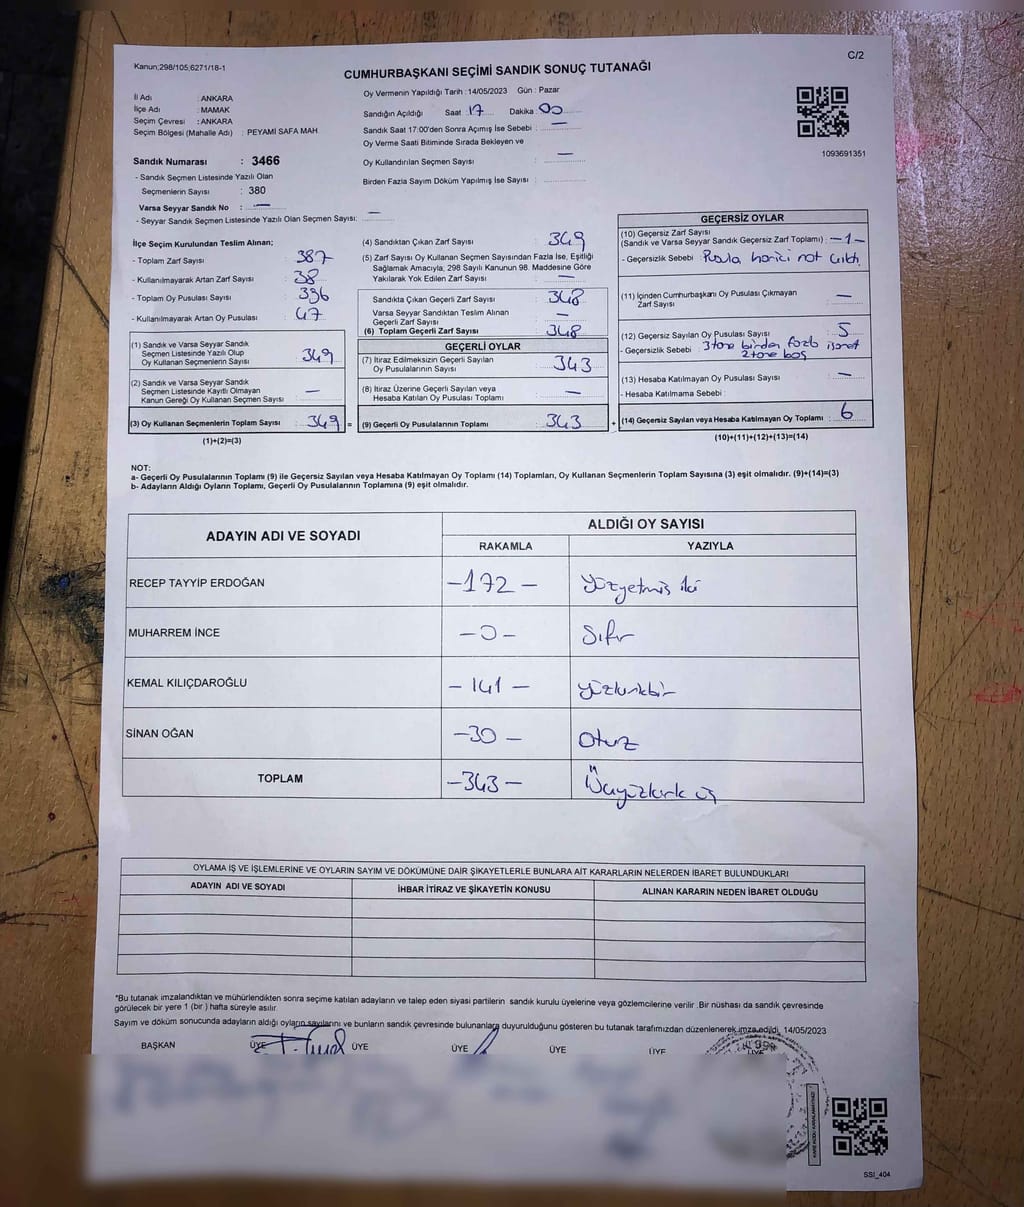 Kanun;298/105;6271/18-1
C/2
CUMHURBAŞKANI SEÇİMİ SANDIK SONUÇ TUTANAĞI
İl Adı : ANKARA
İlçe Adı : MAMAK
Seçim Çevresi : ANKARA
Seçim Bölgesi (Mahalle Adı) : PEYAMİ SAFA MAH.
Sandık Numarası : 3466
- Sandık Seçmen Listesinde Yazılı Olan
Seçmenlerin Sayısı : 380
Varsa Seyyar Sandık No : —
- Seyyar Sandık Seçmen Listesinde Yazılı Olan Seçmen Sayısı: —
Oy Vermenin Yapıldığı Tarih : 14/05/2023 Gün : Pazar
Sandığın Açıldığı Saat : 17 Dakika : 00
Sandık Saat 17:00'den Sonra Açımış İse Sebebi : —
Oy Verme Saati Bitiminde Sırada Bekleyen ve
Oy Kullandırılan Seçmen Sayısı : —
Birden Fazla Sayım Döküm Yapılmış İse Sayısı :
1093691351
İlçe Seçim Kurulundan Teslim Alınan;
- Toplam Zarf Sayısı : 387
- Kullanılmayarak Artan Zarf Sayısı : 38
- Toplam Oy Pusulası Sayısı : 396
- Kullanılmayarak Artan Oy Pusulası : 47
(1) Sandık ve Varsa Seyyar Sandık
Seçmen Listesinde Yazılı Olup
Oy Kullanan Seçmenlerin Sayısı : 349
(2) Sandık ve Varsa Seyyar Sandık
Seçmen Listesinde Kayıtlı Olmayan
Kanun Gereği Oy Kullanan Seçmen Sayısı : —
(3) Oy Kullanan Seçmenlerin Toplam Sayısı : 349 =
(1)+(2)=(3)
(4) Sandıktan Çıkan Zarf Sayısı : 349
(5) Zarf Sayısı Oy Kullanan Seçmen Sayısından Fazla İse, Eşitliği
Sağlamak Amacıyla, 298 Sayılı Kanunun 98. Maddesine Göre
Yakılarak Yok Edilen Zarf Sayısı : —
Sandıkta Çıkan Geçerli Zarf Sayısı : 348
Varsa Seyyar Sandıktan Teslim Alınan
Geçerli Zarf Sayısı : —
(6) Toplam Geçerli Zarf Sayısı : 348
GEÇERLİ OYLAR
(7) İtiraz Edilmeksizin Geçerli Sayılan
Oy Pusulalarının Sayısı : 343
(8) İtiraz Üzerine Geçerli Sayılan veya
Hesaba Katılan Oy Pusulası Toplamı : —
(9) Geçerli Oy Pusulalarının Toplamı : 343 +
GEÇERSİZ OYLAR
(10) Geçersiz Zarf Sayısı
(Sandık ve Varsa Seyyar Sandık Geçersiz Zarf Toplamı) : -1-
- Geçersizlik Sebebi : Pusula harici not çıktı.
(11) İçinden Cumhurbaşkanı Oy Pusulası Çıkmayan
Zarf Sayısı : —
(12) Geçersiz Sayılan Oy Pusulası Sayısı : 5
- Geçersizlik Sebebi : 3 tane birden fazla işaret
2 tane boş
(13) Hesaba Katılmayan Oy Pusulası Sayısı : —
- Hesaba Katılmama Sebebi :
(14) Geçersiz Sayılan veya Hesaba Katılmayan Oy Toplamı : 6
(10)+(11)+(12)+(13)=(14)
NOT:
a- Geçerli Oy Pusulalarının Toplamı (9) ile Geçersiz Sayılan veya Hesaba Katılmayan Oy Toplamı (14) Toplamları, Oy Kullanan Seçmenlerin Toplam Sayısına (3) eşit olmalıdır. (9)+(14)=(3)
b- Adayların Aldığı Oyların Toplamı, Geçerli Oy Pusulalarının Toplamına (9) eşit olmalıdır.
ADAYIN ADI VE SOYADI
ALDIĞI OY SAYISI
RAKAMLA YAZIYLA
RECEP TAYYİP ERDOĞAN -172- yüzyetmiş iki
MUHARREM İNCE -0- Sıfır
KEMAL KILIÇDAROĞLU -141- yüzkırkbir
SİNAN OĞAN -30- Otuz
TOPLAM -343- Üçyüzkırk üç
OYLAMA İŞ VE İŞLEMLERİNE VE OYLARIN SAYIM VE DÖKÜMÜNE DAİR ŞİKAYETLERLE BUNLARA AİT KARARLARIN NELERDEN İBARET BULUNDUKLARI
ADAYIN ADI VE SOYADI İHBAR İTİRAZ VE ŞİKAYETİN KONUSU ALINAN KARARIN NEDEN İBARET OLDUĞU
*Bu tutanak imzalandıktan ve mühürlendikten sonra seçime katılan adayların ve talep eden siyasi partilerin sandık kurulu üyelerine veya gözlemcilerine verilir. Bir nüshası da sandık çevresinde
görülecek bir yere 1 (bir) hafta süreyle asılır.
Sayım ve döküm sonucunda adayların aldığı oyların sayılarını ve bunların sandık çevresinde bulunanlara duyurulduğunu gösteren bu tutanak tarafımızdan düzenlenerek imza edildi. 14/05/2023
BAŞKAN ÜYE ÜYE ÜYE ÜYE ÜYE ÜYE
SSİ_404